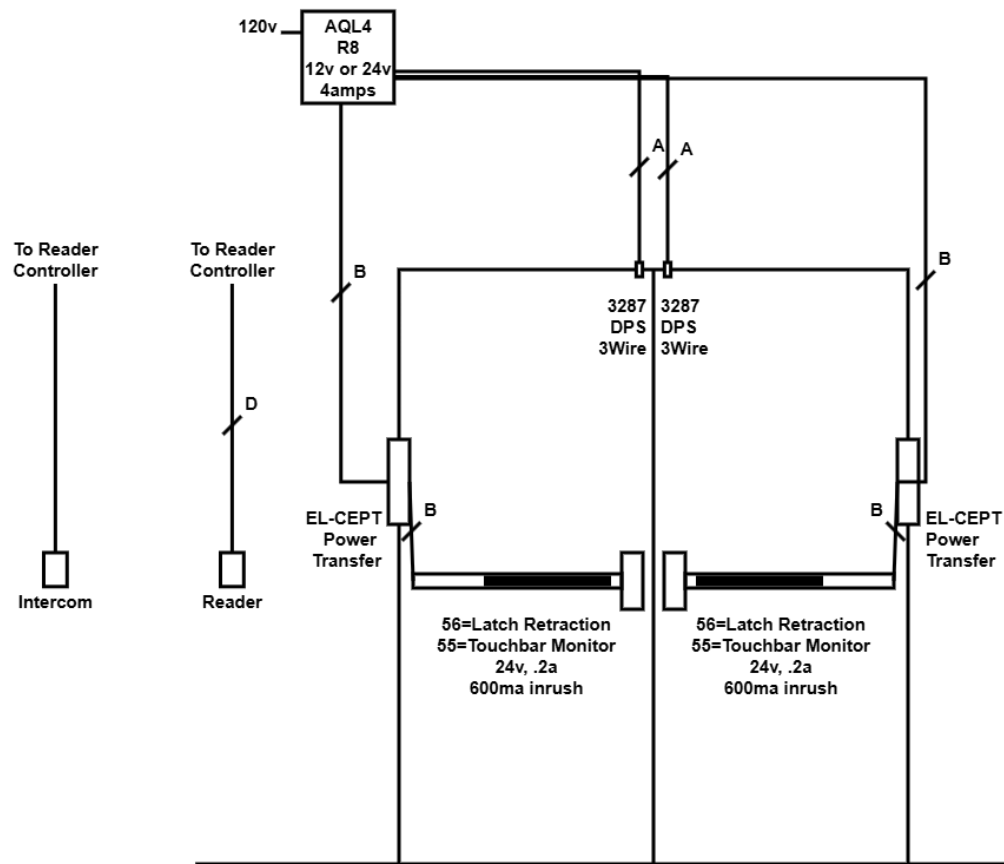 120v
AQL4
R8
12v or 24v
4amps
A
A
To Reader
Controller
To Reader
Controller
B
B
3287
DPS
3Wire
3287
DPS
3Wire
D
EL-CEPT
Power
Transfer
B
B
EL-CEPT
Power
Transfer
Intercom
Reader
56=Latch Retraction
55=Touchbar Monitor
24v, .2a
600ma inrush
56=Latch Retraction
55=Touchbar Monitor
24v, .2a
600ma inrush